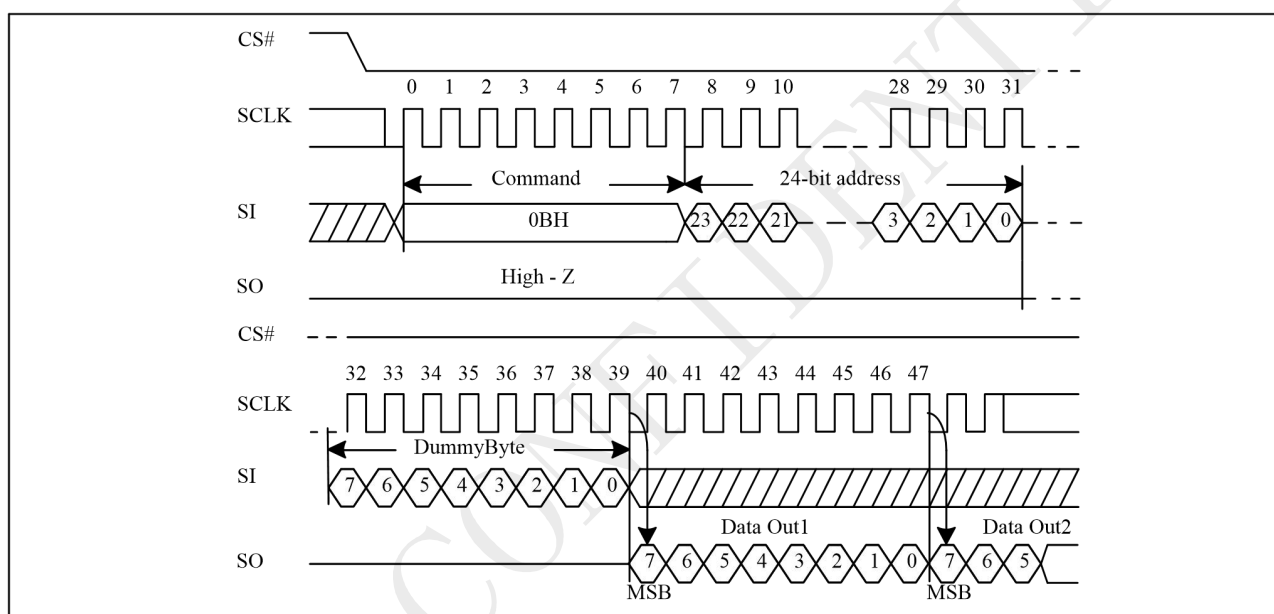 CS#
0 1 2 3 4 5 6 7 8 9 10 28 29 30 31
SCLK
Command 24-bit address
SI 0BH 23 22 21 3 2 1 0
High - Z
SO
CS#
32 33 34 35 36 37 38 39 40 41 42 43 44 45 46 47
SCLK
DummyByte
SI 7 6 5 4 3 2 1 0
Data Out1 Data Out2
SO 7 6 5 4 3 2 1 0 7 6 5
MSB MSB
CONFIDENT